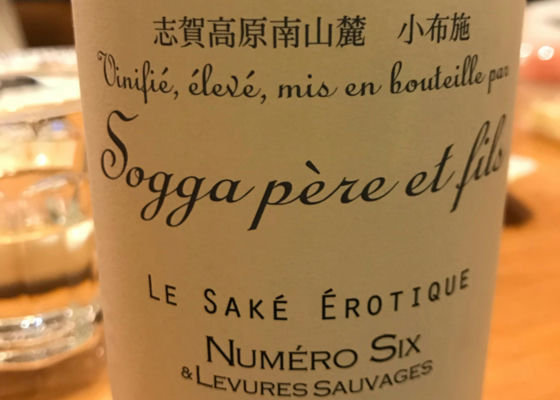 志賀高原南山麓　小布施
Vinifié, élevé, mis en bouteille par
Sogga père et fils
LE SAKÉ ÉROTIQUE
NUMÉRO SIX
& LEVURES SAUVAGES